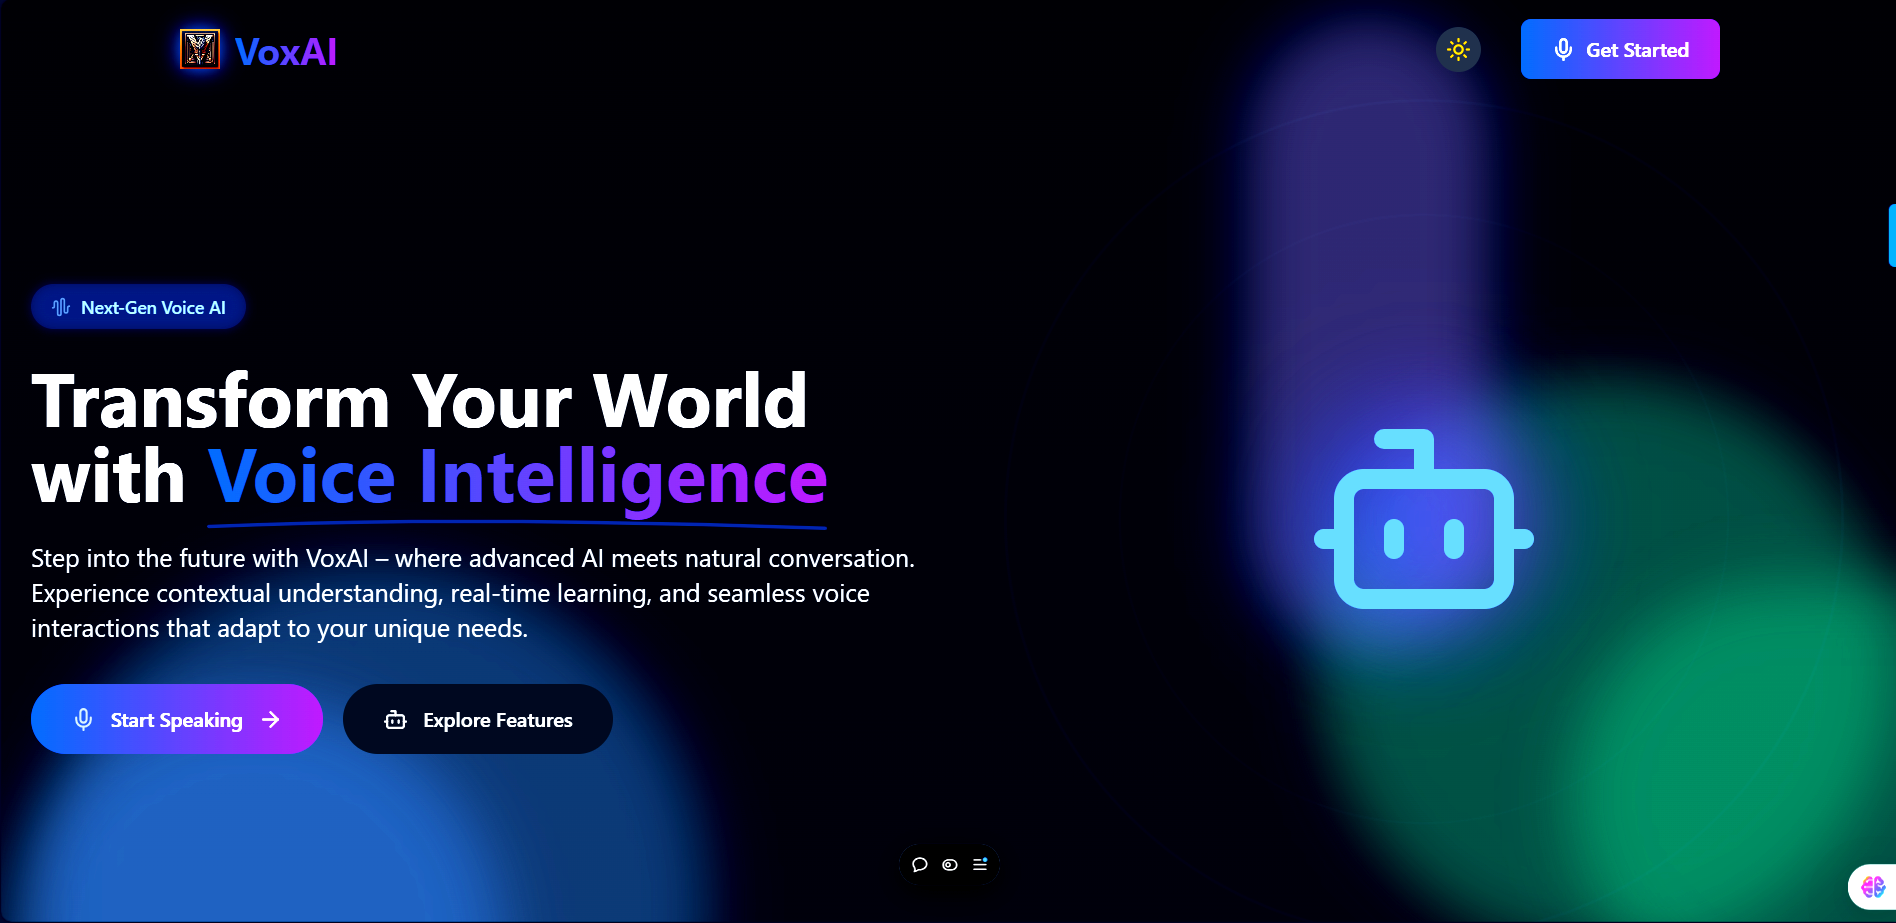 VoxAI
Get Started
Next-Gen Voice AI
Transform Your World
with Voice Intelligence
Step into the future with VoxAI – where advanced AI meets natural conversation.
Experience contextual understanding, real-time learning, and seamless voice
interactions that adapt to your unique needs.
Start Speaking
Explore Features